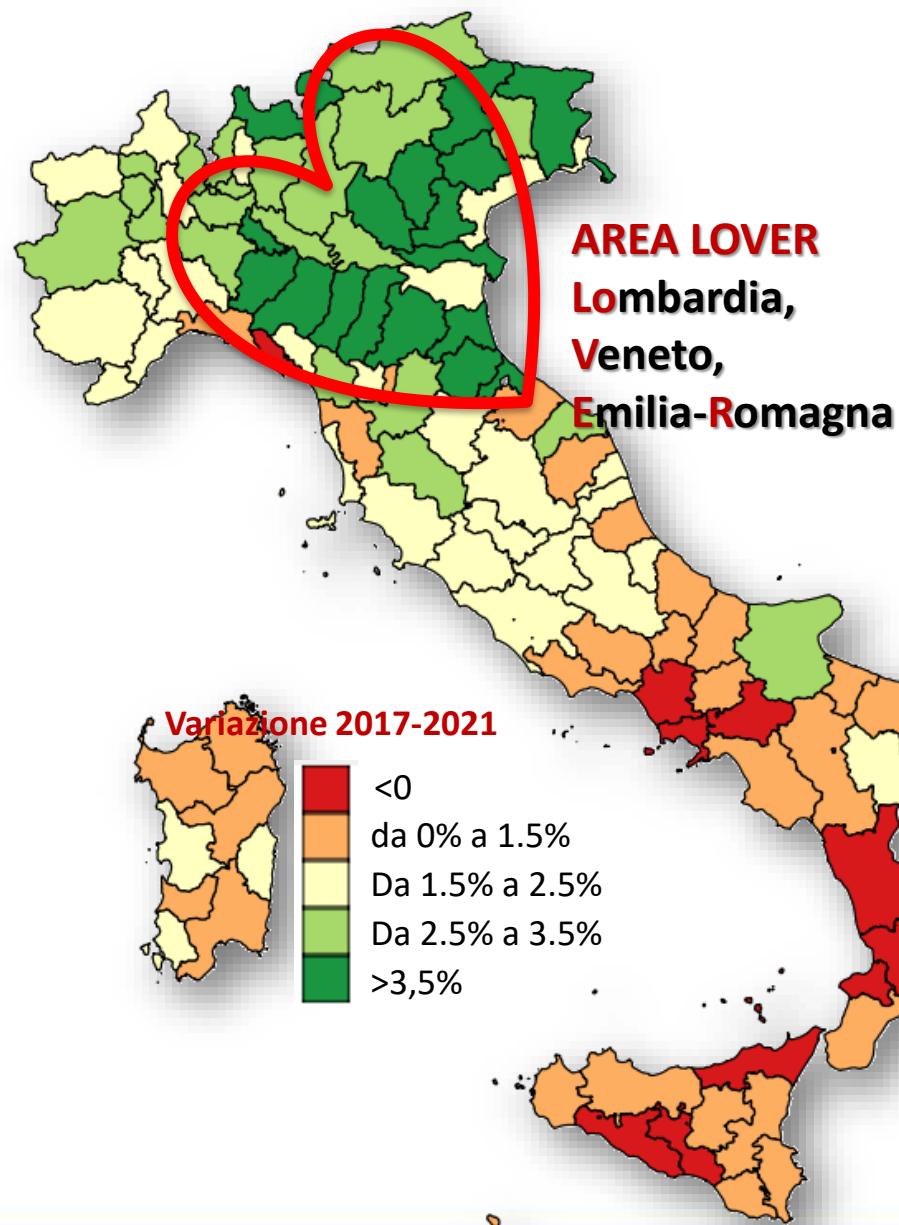 AREA LOVER
Lombardia,
Veneto,
Emilia-Romagna
Variazione 2017-2021
<0
da 0% a 1.5%
Da 1.5% a 2.5%
Da 2.5% a 3.5%
>3,5%